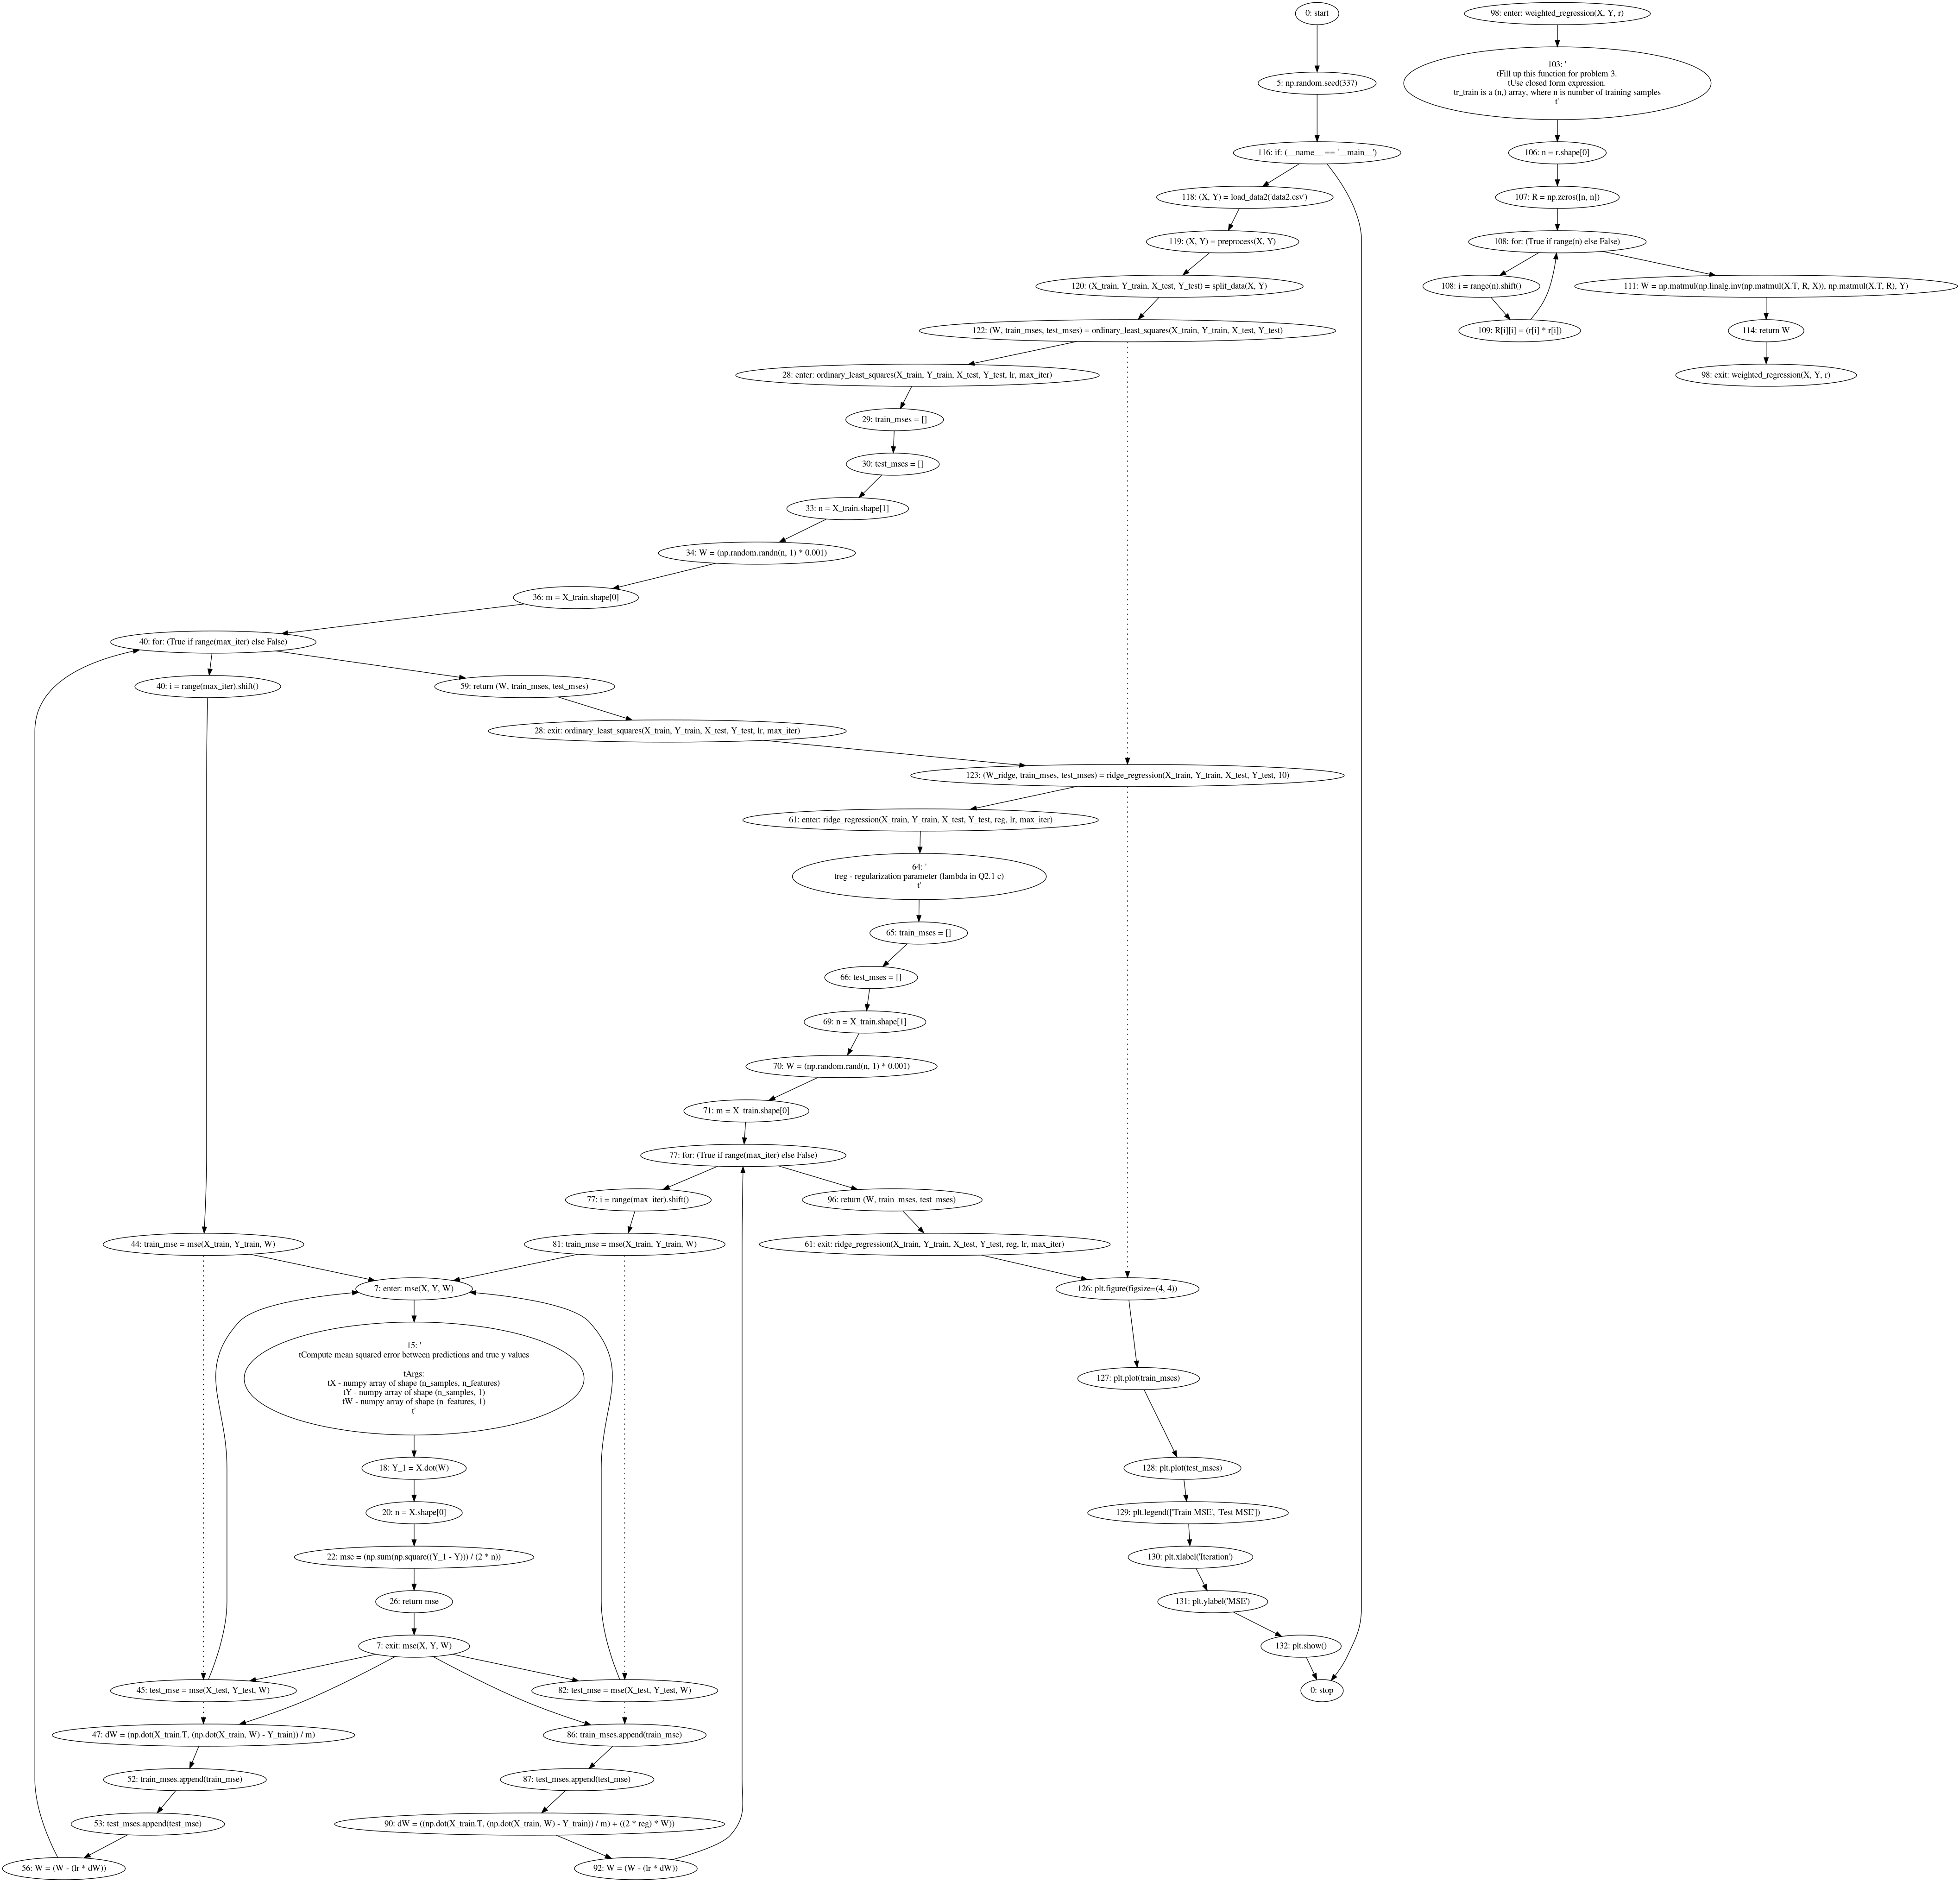 0: start
5: np.random.seed(337)
116: if: (__name__ == '__main__')
118: (X, Y) = load_data2('data2.csv')
119: (X, Y) = preprocess(X, Y)
120: (X_train, Y_train, X_test, Y_test) = split_data(X, Y)
122: (W, train_mses, test_mses) = ordinary_least_squares(X_train, Y_train, X_test, Y_test)
28: enter: ordinary_least_squares(X_train, Y_train, X_test, Y_test, lr, max_iter)
29: train_mses = []
30: test_mses = []
33: n = X_train.shape[1]
34: W = (np.random.randn(n, 1) * 0.001)
36: m = X_train.shape[0]
40: for: (True if range(max_iter) else False)
40: i = range(max_iter).shift()
59: return (W, train_mses, test_mses)
28: exit: ordinary_least_squares(X_train, Y_train, X_test, Y_test, lr, max_iter)
123: (W_ridge, train_mses, test_mses) = ridge_regression(X_train, Y_train, X_test, Y_test, 10)
61: enter: ridge_regression(X_train, Y_train, X_test, Y_test, reg, lr, max_iter)
64: '
treg - regularization parameter (lambda in Q2.1 c)
t'
65: train_mses = []
66: test_mses = []
69: n = X_train.shape[1]
70: W = (np.random.rand(n, 1) * 0.001)
71: m = X_train.shape[0]
77: for: (True if range(max_iter) else False)
77: i = range(max_iter).shift()
96: return (W, train_mses, test_mses)
44: train_mse = mse(X_train, Y_train, W)
81: train_mse = mse(X_train, Y_train, W)
61: exit: ridge_regression(X_train, Y_train, X_test, Y_test, reg, lr, max_iter)
7: enter: mse(X, Y, W)
126: plt.figure(figsize=(4, 4))
15: '
tCompute mean squared error between predictions and true y values
tArgs:
tX - numpy array of shape (n_samples, n_features)
tY - numpy array of shape (n_samples, 1)
tW - numpy array of shape (n_features, 1)
t'
127: plt.plot(train_mses)
18: Y_1 = X.dot(W)
128: plt.plot(test_mses)
20: n = X.shape[0]
129: plt.legend(['Train MSE', 'Test MSE'])
22: mse = (np.sum(np.square((Y_1 - Y))) / (2 * n))
130: plt.xlabel('Iteration')
26: return mse
131: plt.ylabel('MSE')
7: exit: mse(X, Y, W)
132: plt.show()
45: test_mse = mse(X_test, Y_test, W)
82: test_mse = mse(X_test, Y_test, W)
0: stop
47: dW = (np.dot(X_train.T, (np.dot(X_train, W) - Y_train)) / m)
86: train_mses.append(train_mse)
52: train_mses.append(train_mse)
87: test_mses.append(test_mse)
53: test_mses.append(test_mse)
90: dW = ((np.dot(X_train.T, (np.dot(X_train, W) - Y_train)) / m) + ((2 * reg) * W))
56: W = (W - (lr * dW))
92: W = (W - (lr * dW))
98: enter: weighted_regression(X, Y, r)
103: '
tFill up this function for problem 3.
tUse closed form expression.
tr_train is a (n,) array, where n is number of training samples
t'
106: n = r.shape[0]
107: R = np.zeros([n, n])
108: for: (True if range(n) else False)
108: i = range(n).shift()
111: W = np.matmul(np.linalg.inv(np.matmul(X.T, R, X)), np.matmul(X.T, R), Y)
109: R[i][i] = (r[i] * r[i])
114: return W
98: exit: weighted_regression(X, Y, r)